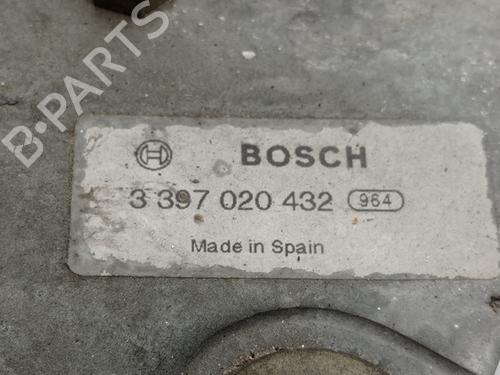 BOSCH
3 397 020 432 964
Made in Spain
B-PARTS